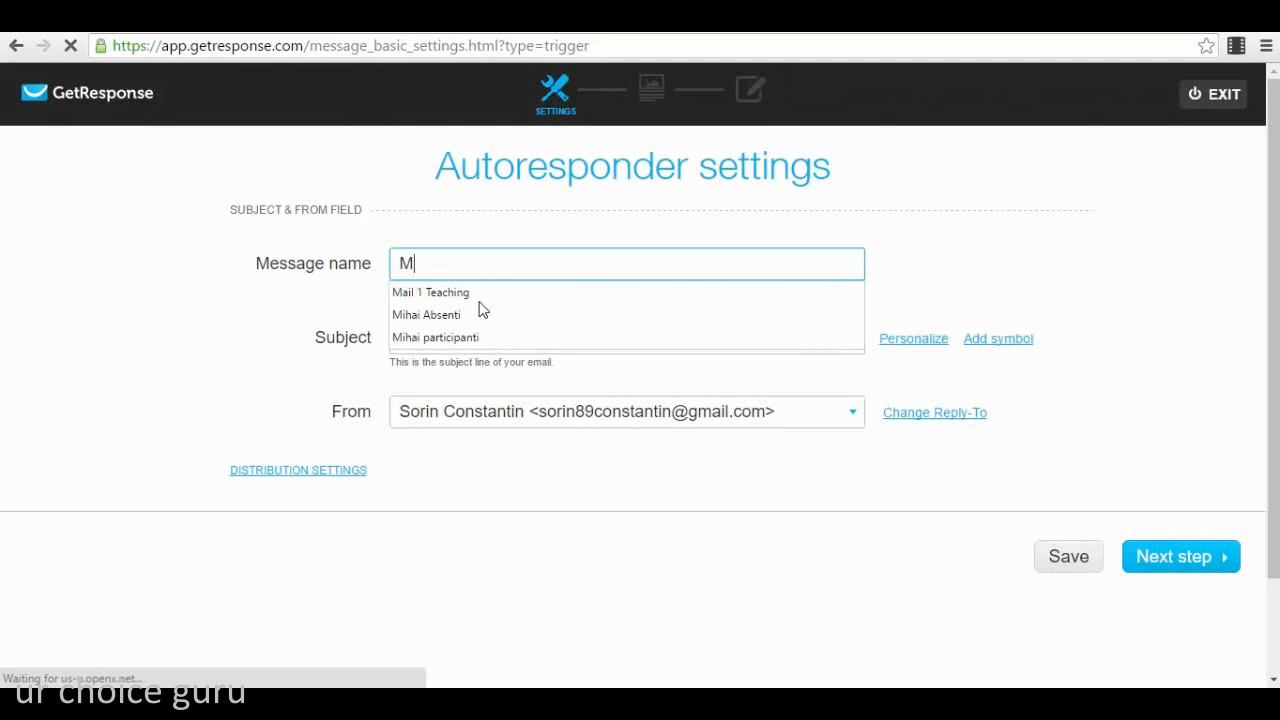 https://app.getresponse.com/message_basic_settings.html?type=trigger
GetResponse
SETTINGS
EXIT
Autoresponder settings
SUBJECT & FROM FIELD
Message name
M
Mail 1 Teaching
Mihai Absenti
Mihai participanti
Subject
Personalize
Add symbol
This is the subject line of your email.
From
Sorin Constantin <sorin89constantin@gmail.com>
Change Reply-To
DISTRIBUTION SETTINGS
Save
Next step
Waiting for us-u.openx.net...
ur choice guru